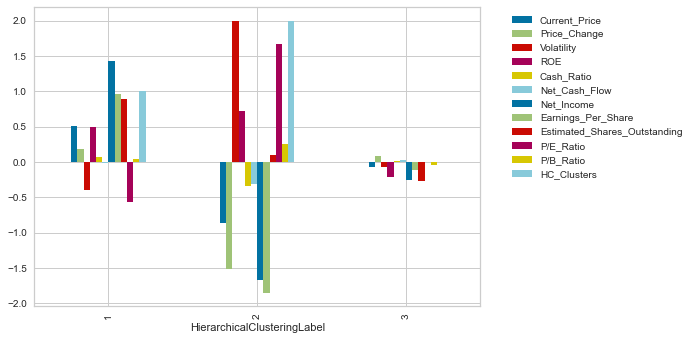 2.0
1.5
1.0
0.5
0.0
−0.5
−1.0
−1.5
−2.0
1
2
3
HierarchicalClusteringLabel
Current_Price
Price_Change
Volatility
ROE
Cash_Ratio
Net_Cash_Flow
Net_Income
Earnings_Per_Share
Estimated_Shares_Outstanding
P/E_Ratio
P/B_Ratio
HC_Clusters